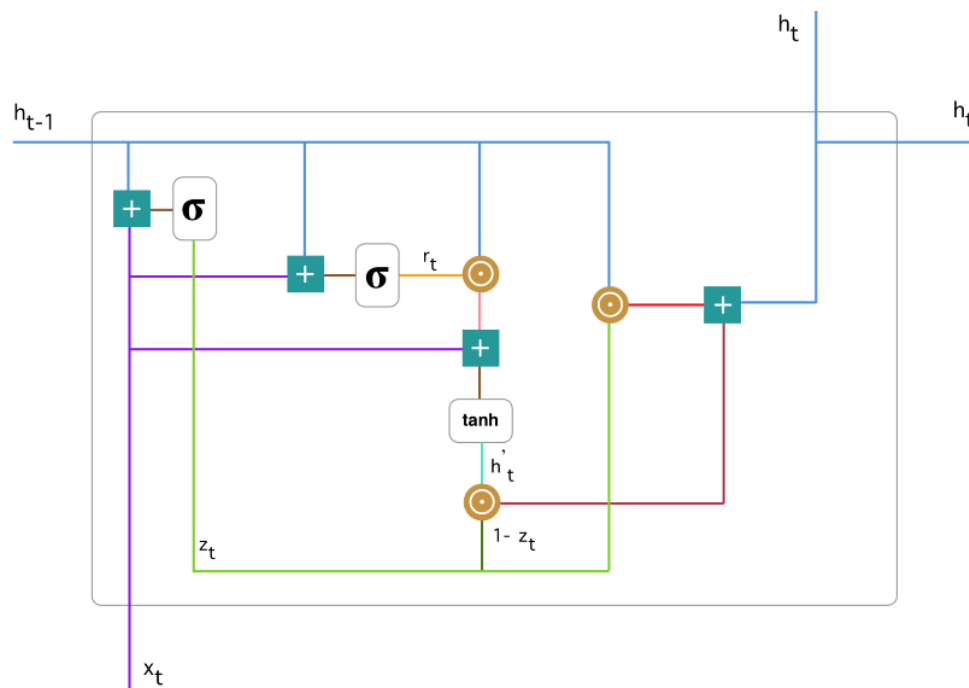 h_t
h_{t-1}
h_t
+
σ
+
σ
r_t
+
+
tanh
h'_t
1- z_t
z_t
x_t